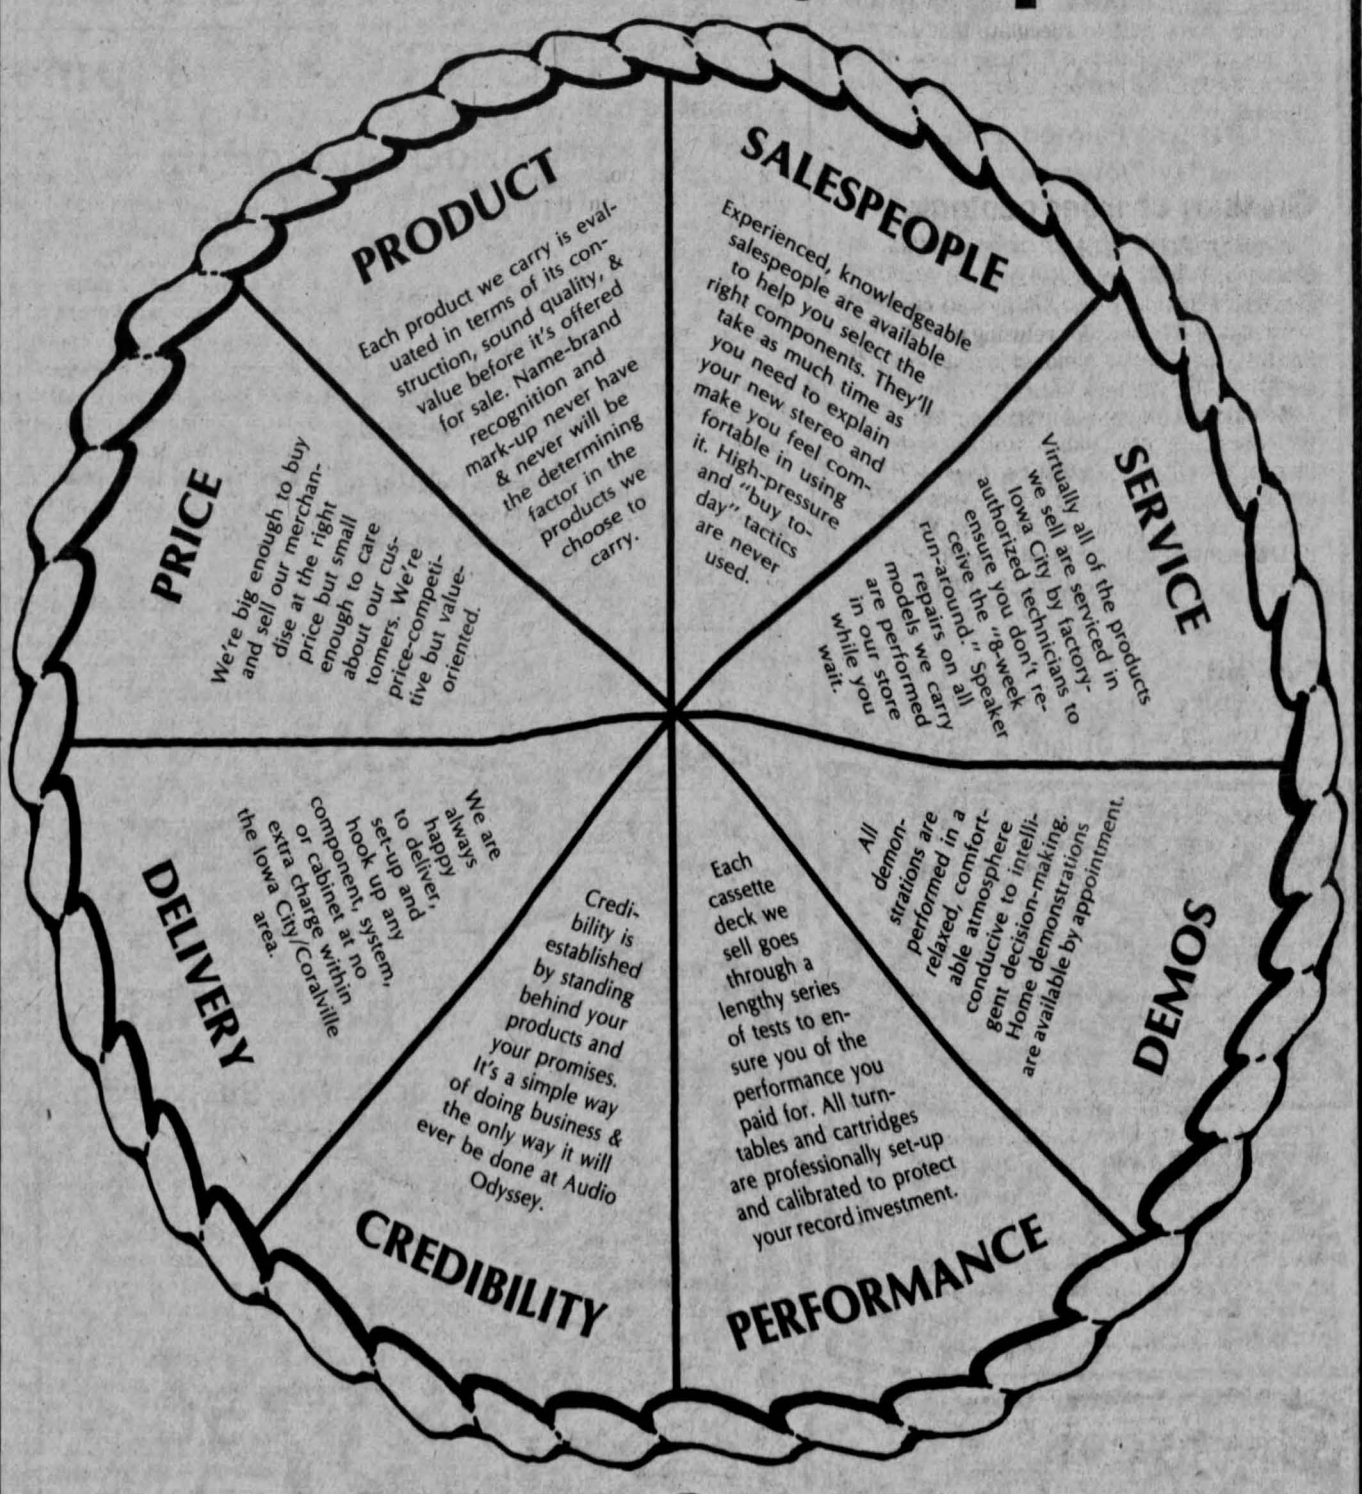 PRODUCT
Each product we carry is eval-
uated in terms of its con-
struction, sound quality, &
value before it's offered
for sale. Name-brand
recognition and
mark-up never have
& never will be
the determining
factor in the
products we
choose to
carry.
SALESPEOPLE
Experienced, knowledgeable
salespeople are available
to help you select the
right components. They'll
take as much time as
you need to explain
your new stereo and
make you feel com-
fortable in using
it. High-pressure
and "buy to-
day" tactics
are never
used.
SERVICE
Virtually all of the products
we sell are serviced in
Iowa City by factory-
authorized technicians to
ensure you don't re-
ceive the "8-week
run-around." Speaker
repairs on all
models we carry
are performed
in our store
while you
wait.
DEMOS
All
demon-
strations are
performed in a
relaxed, comfort-
able atmosphere
conducive to intelli-
gent decision-making.
Home demonstrations
are available by appointment.
PERFORMANCE
Each
cassette
deck we
sell goes
through a
lengthy series
of tests to en-
sure you of the
performance you
paid for. All turn-
tables and cartridges
are professionally set-up
and calibrated to protect
your record investment.
CREDIBILITY
Credi-
bility is
established
by standing
behind your
products and
your promises.
It's a simple way
of doing business &
the only way it will
ever be done at Audio
Odyssey.
DELIVERY
We are
always
happy
to deliver,
set-up and
hook up any
component, system,
or cabinet at no
extra charge within
the Iowa City/Coralville
area.
PRICE
We're big enough to buy
and sell our merchan-
dise at the right
price but small
enough to care
about our cus-
tomers. We're
price-competi-
tive but value-
oriented.